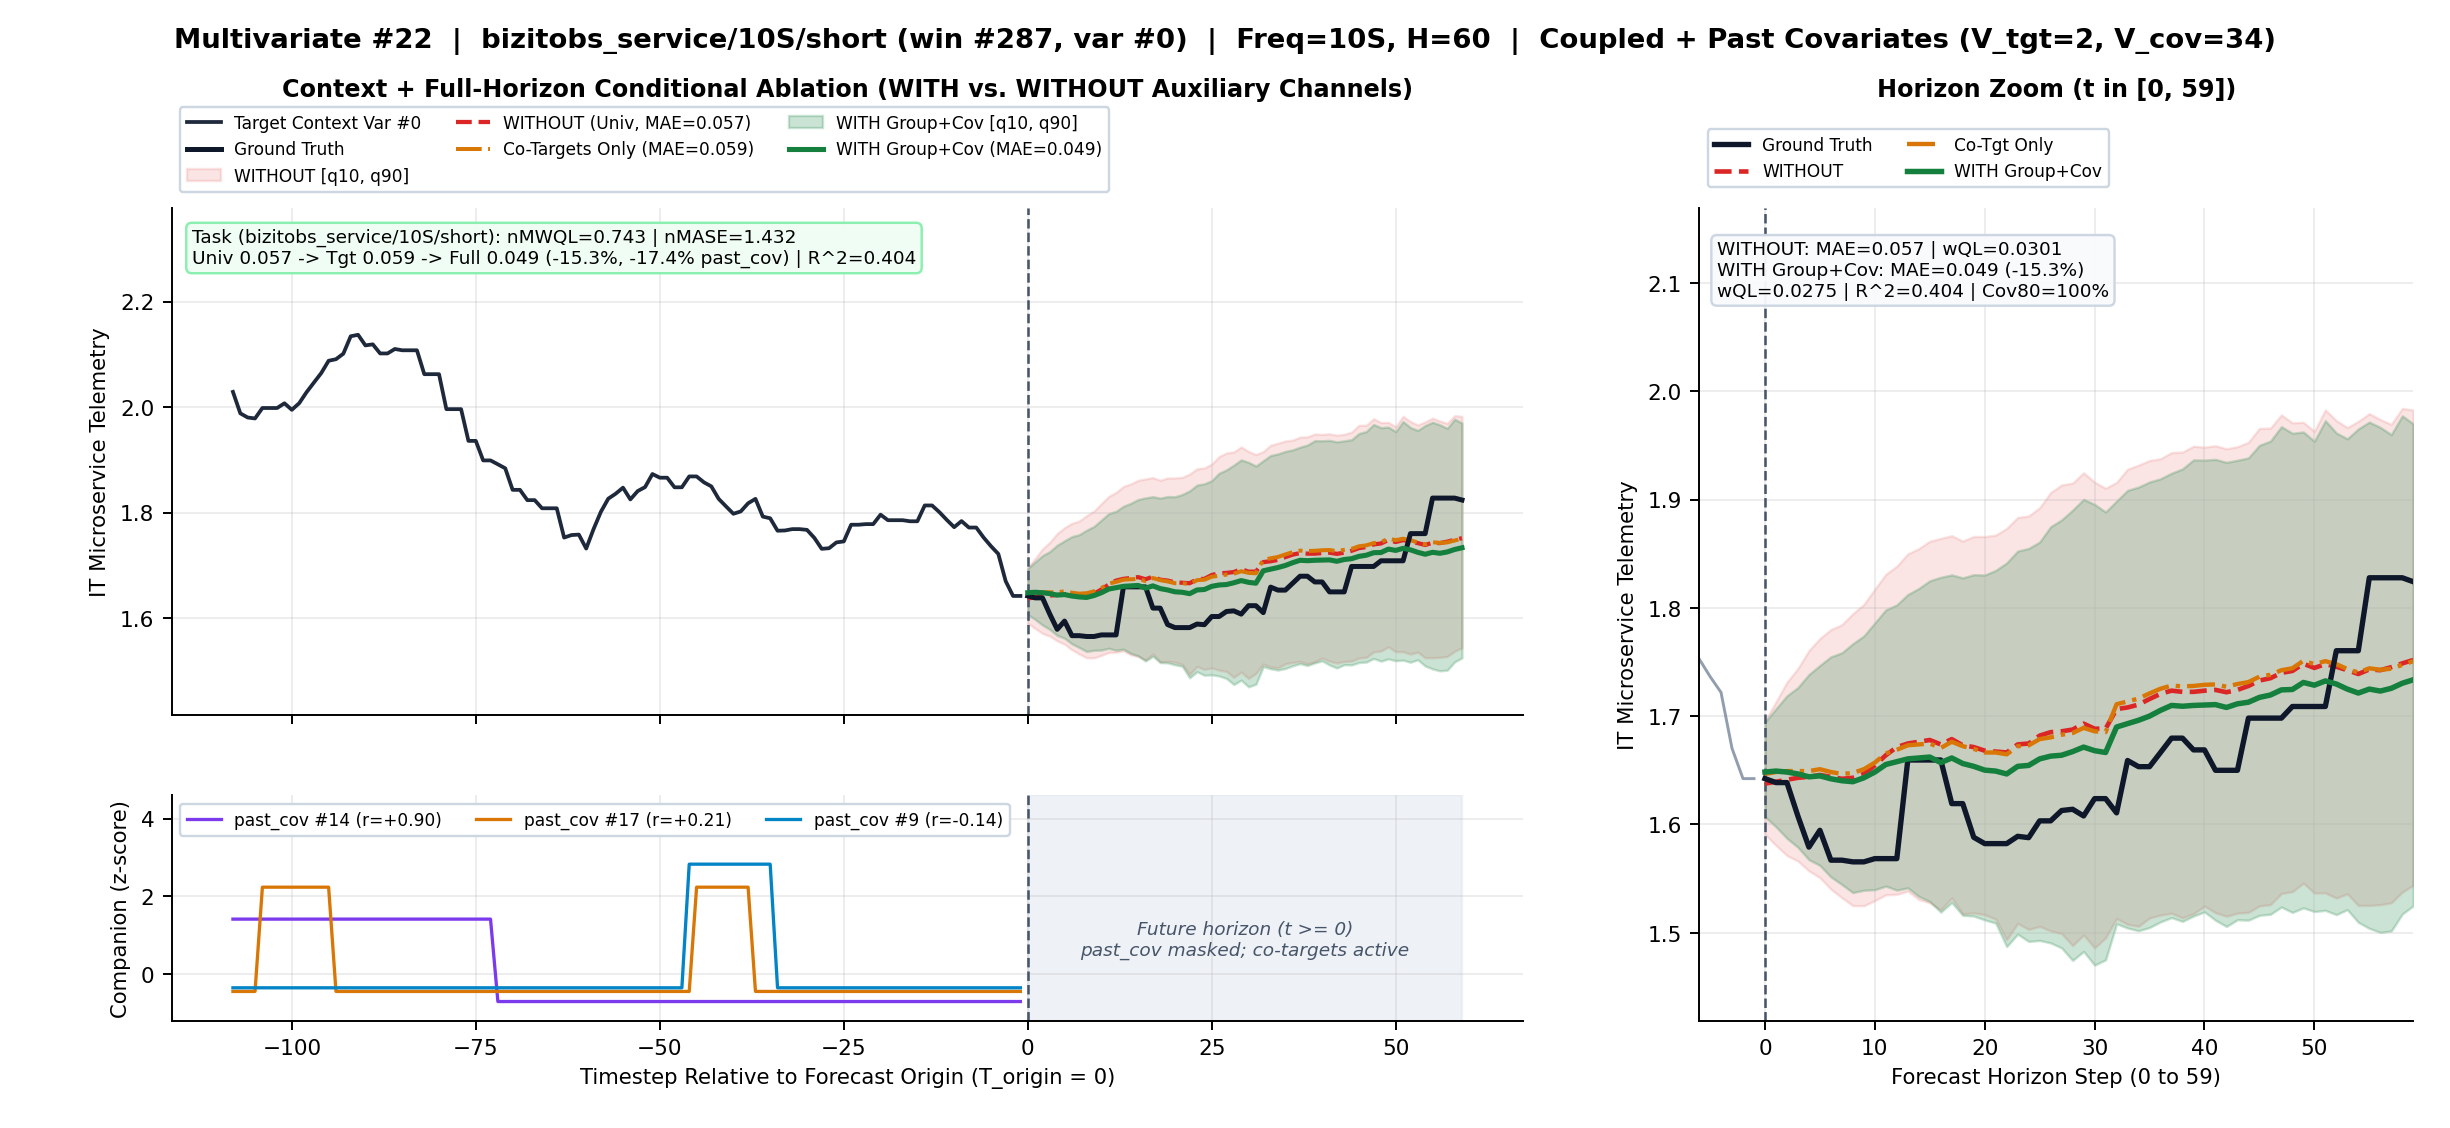 Multivariate #22 | bizitobs_service/10S/short (win #287, var #0) | Freq=10S, H=60 | Coupled + Past Covariates (V_tgt=2, V_cov=34)
Context + Full-Horizon Conditional Ablation (WITH vs. WITHOUT Auxiliary Channels)
Target Context Var #0
Ground Truth
WITHOUT [q10, q90]
WITHOUT (Univ, MAE=0.057)
Co-Targets Only (MAE=0.059)
WITH Group+Cov [q10, q90]
WITH Group+Cov (MAE=0.049)
Task (bizitobs_service/10S/short): nMWQL=0.743 | nMASE=1.432
Univ 0.057 -> Tgt 0.059 -> Full 0.049 (-15.3%, -17.4% past_cov) | R^2=0.404
IT Microservice Telemetry
2.2
2.0
1.8
1.6
Companion (z-score)
4
2
0
past_cov #14 (r=+0.90)
past_cov #17 (r=+0.21)
past_cov #9 (r=-0.14)
Future horizon (t >= 0)
past_cov masked; co-targets active
−100
−75
−50
−25
0
25
50
Timestep Relative to Forecast Origin (T_origin = 0)
Horizon Zoom (t in [0, 59])
Ground Truth
WITHOUT
Co-Tgt Only
WITH Group+Cov
WITHOUT: MAE=0.057 | wQL=0.0301
WITH Group+Cov: MAE=0.049 (-15.3%)
wQL=0.0275 | R^2=0.404 | Cov80=100%
IT Microservice Telemetry
2.1
2.0
1.9
1.8
1.7
1.6
1.5
0
10
20
30
40
50
Forecast Horizon Step (0 to 59)